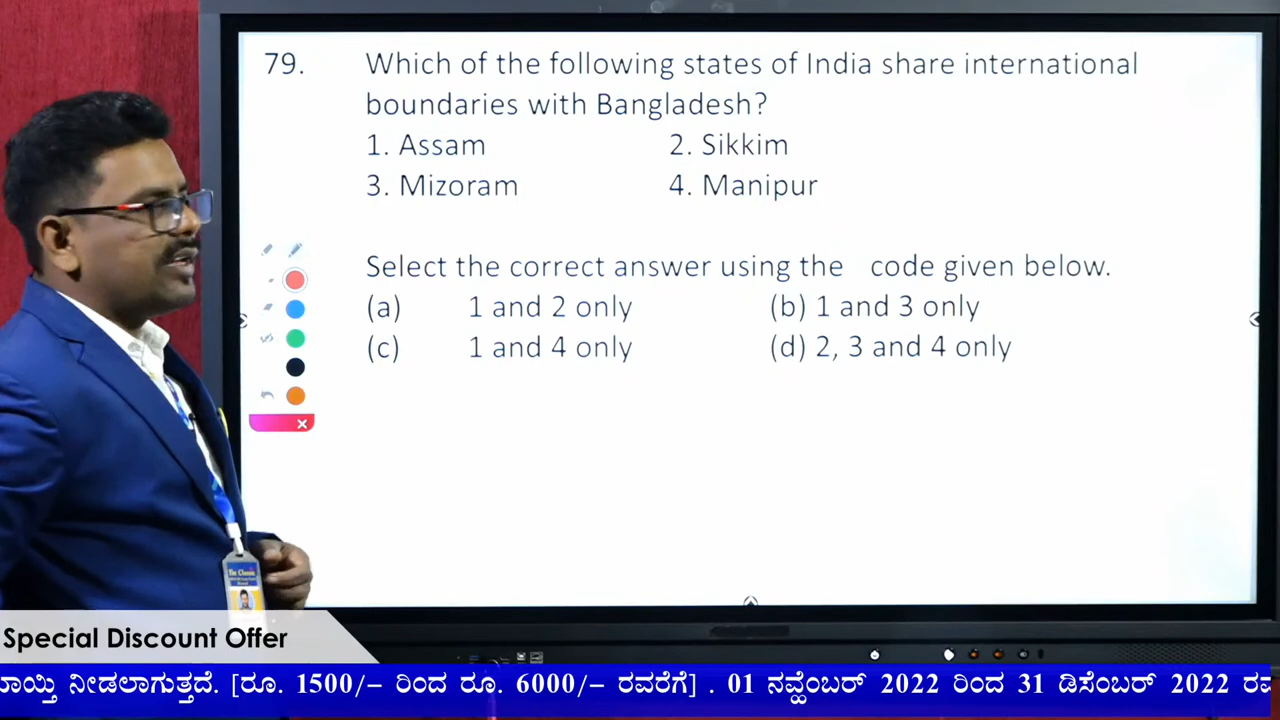 79. Which of the following states of India share international
boundaries with Bangladesh?
1. Assam 2. Sikkim
3. Mizoram 4. Manipur
Select the correct answer using the code given below.
(a) 1 and 2 only (b) 1 and 3 only
(c) 1 and 4 only (d) 2, 3 and 4 only
The Classic
Special Discount Offer
ನೀಡಲಾಗುತ್ತದೆ. [ರೂ. 1500/- ರಿಂದ ರೂ. 6000/- ರವರೆಗೆ] . 01 ನವ್ಹೆಂಬರ್ 2022 ರಿಂದ 31 ಡಿಸೆಂಬರ್ 2022